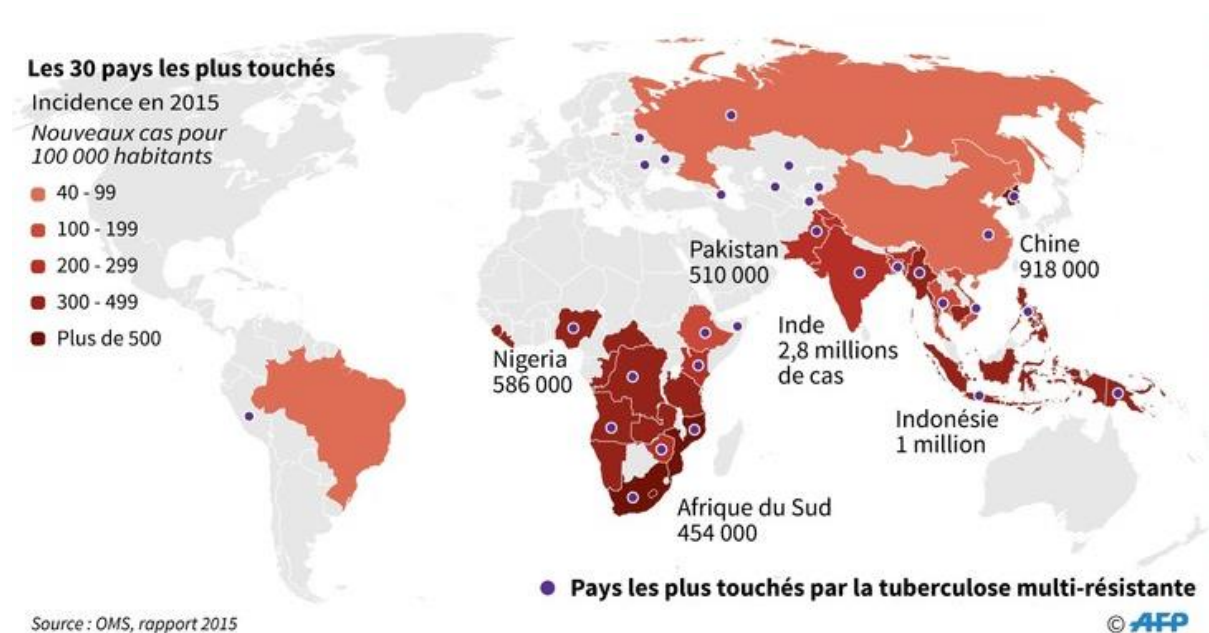 Les 30 pays les plus touchés
Incidence en 2015
Nouveaux cas pour
100 000 habitants
40 - 99
100 - 199
200 - 299
300 - 499
Plus de 500
Pakistan
510 000
Chine
918 000
Inde
2,8 millions
de cas
Nigeria
586 000
Indonésie
1 million
Afrique du Sud
454 000
Pays les plus touchés par la tuberculose multi-résistante
Source : OMS, rapport 2015
© AFP